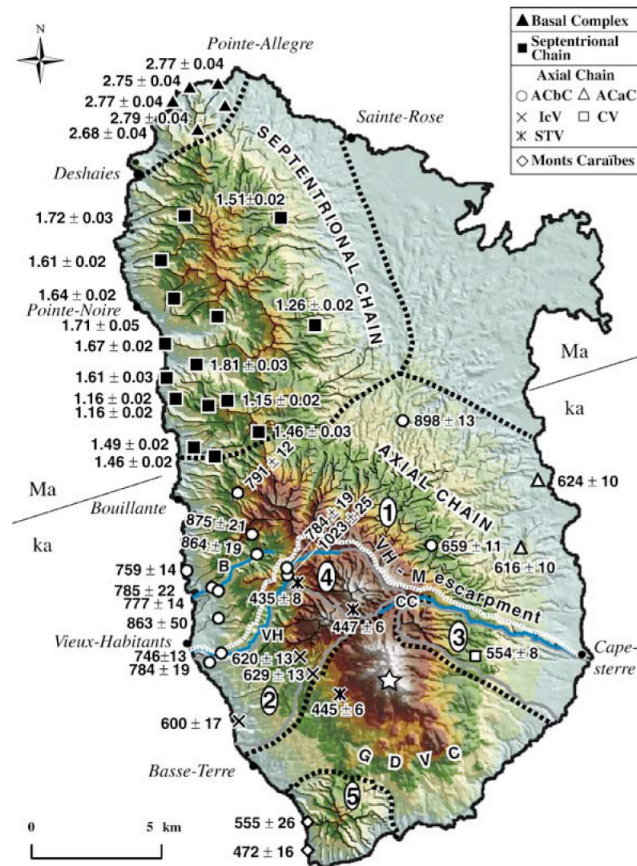 N
Pointe-Allegre
Basal Complex
Septentrional
Chain
Axial Chain
ACbC ACaC
IcV CV
STV
Monts Caraïbes
2.77 ± 0.04
2.75 ± 0.04
2.77 ± 0.04
2.79 ± 0.04
2.68 ± 0.04
Sainte-Rose
Deshaies
SEPTENTRIONAL CHAIN
1.51±0.02
1.72 ± 0.03
1.61 ± 0.02
1.64 ± 0.02
Pointe-Noire
1.26 ± 0.02
1.71 ± 0.05
1.67 ± 0.02
1.81 ± 0.03
1.61 ± 0.03
1.16 ± 0.02
1.16 ± 0.02
1.15 ± 0.02
1.49 ± 0.02
1.46 ± 0.03
1.46 ± 0.02
Ma
ka
898 ± 13
AXIAL CHAIN
624 ± 10
791 ± 12
Ma
ka
Bouillante
875 ± 21
864 ± 19
784 ± 19
1023 ± 25
1
659 ± 11
616 ± 10
VH - M escarpment
B
4
759 ± 14
785 ± 22
777 ± 14
435 ± 8
CC
863 ± 50
447 ± 6
3
VH
554 ± 8
Vieux-Habitants
Cape-
sterre
746±13
784 ± 19
620 ± 13
629 ± 13
2
445 ± 6
600 ± 17
GDVC
Basse-Terre
5
555 ± 26
472 ± 16
0 5 km